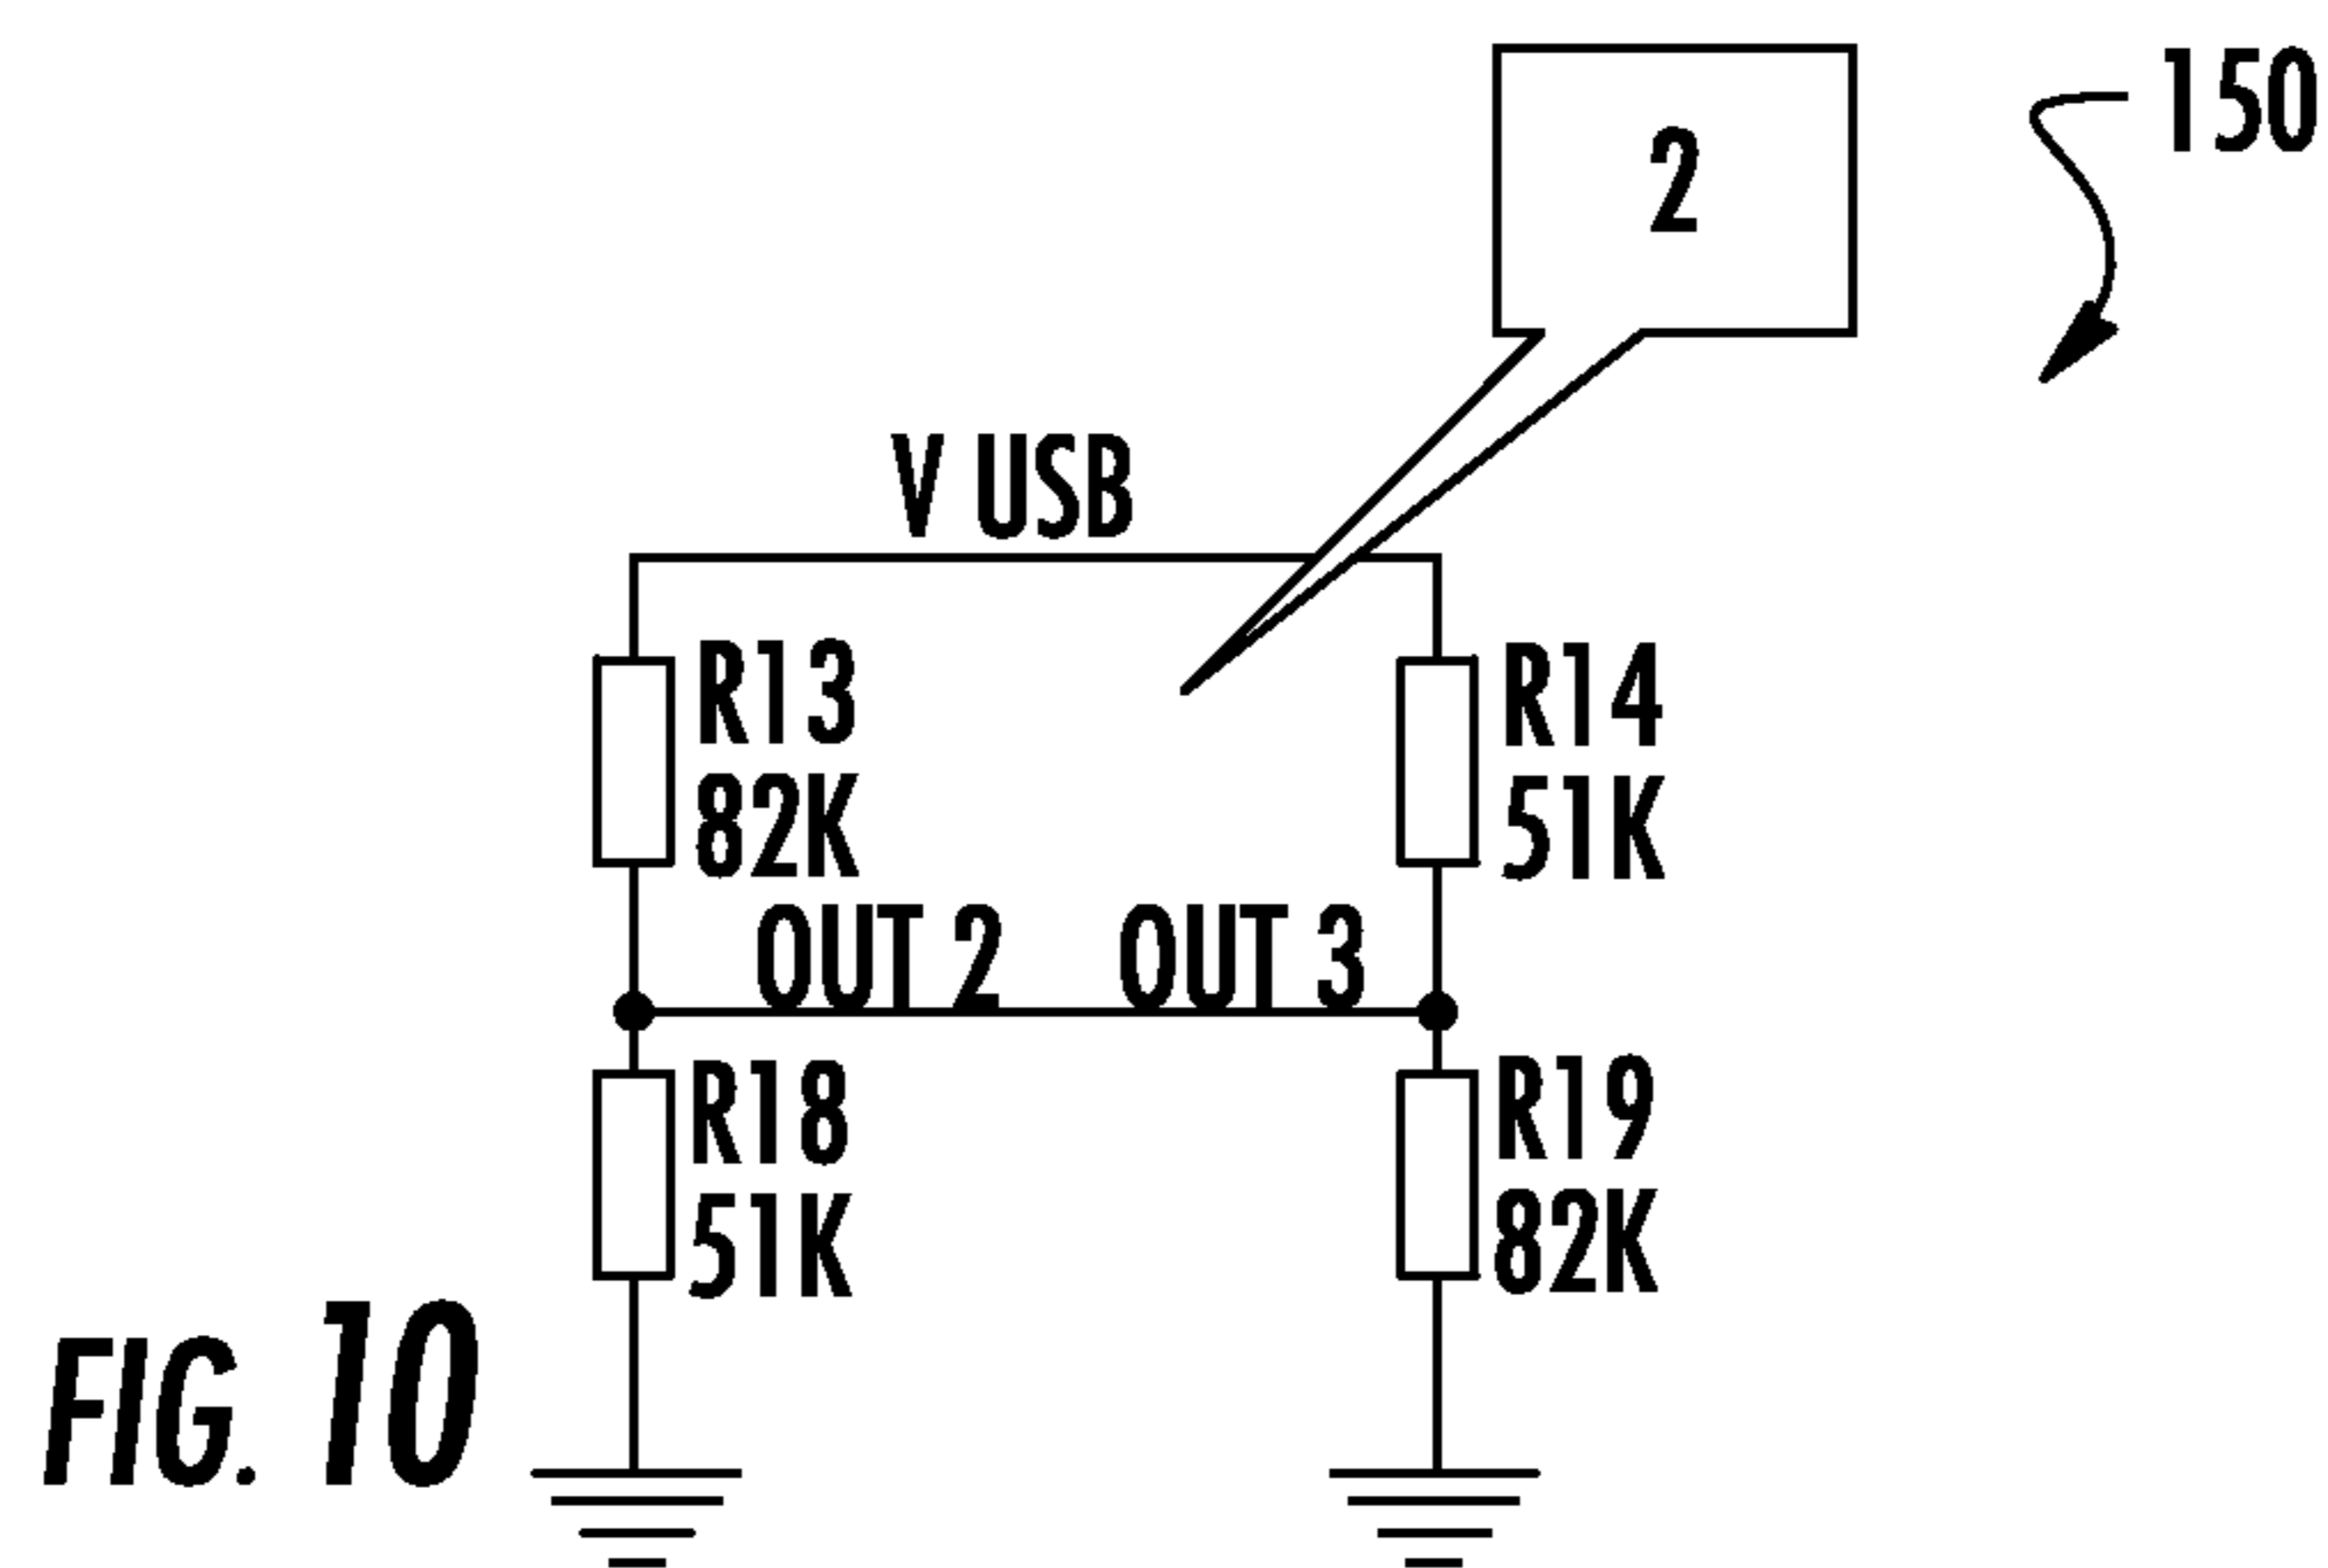 150
2
V USB
R13
82K
R14
51K
OUT 2
OUT 3
R18
51K
R19
82K
FIG. 10